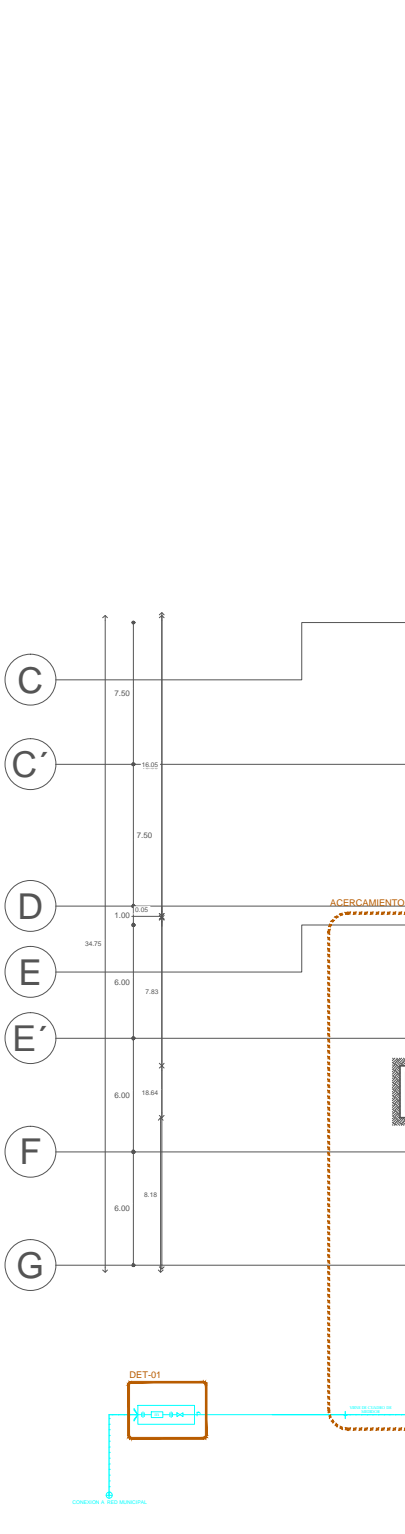 C
7.50
C´
16.05
7.50
D
ACERCAMIENTO
0.05
1.00
34.75
E
6.00
7.83
E´
6.00
18.64
F
8.18
6.00
G
DET-01
CONEXION A RED MUNICIPAL